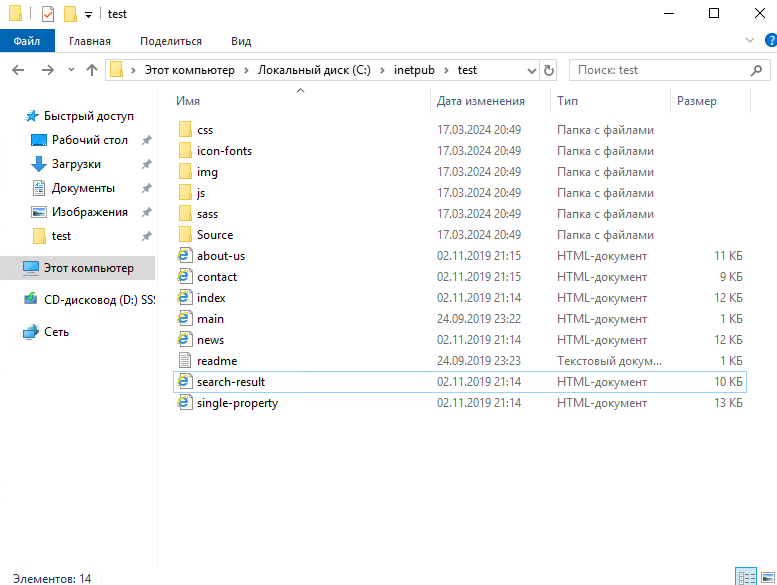 test
Файл Главная Поделиться Вид
Этот компьютер Локальный диск (C:) inetpub test Поиск: test
Имя Дата изменения Тип Размер
Быстрый доступ
Рабочий стол
Загрузки
Документы
Изображения
test
Этот компьютер
CD-дисковод (D:) SS
Сеть
css 17.03.2024 20:49 Папка с файлами
icon-fonts 17.03.2024 20:49 Папка с файлами
img 17.03.2024 20:49 Папка с файлами
js 17.03.2024 20:49 Папка с файлами
sass 17.03.2024 20:49 Папка с файлами
Source 17.03.2024 20:49 Папка с файлами
about-us 02.11.2019 21:15 HTML-документ 11 КБ
contact 02.11.2019 21:15 HTML-документ 9 КБ
index 02.11.2019 21:14 HTML-документ 12 КБ
main 24.09.2019 23:22 HTML-документ 1 КБ
news 02.11.2019 21:14 HTML-документ 12 КБ
readme 24.09.2019 23:23 Текстовый докум... 1 КБ
search-result 02.11.2019 21:14 HTML-документ 10 КБ
single-property 02.11.2019 21:14 HTML-документ 13 КБ
Элементов: 14